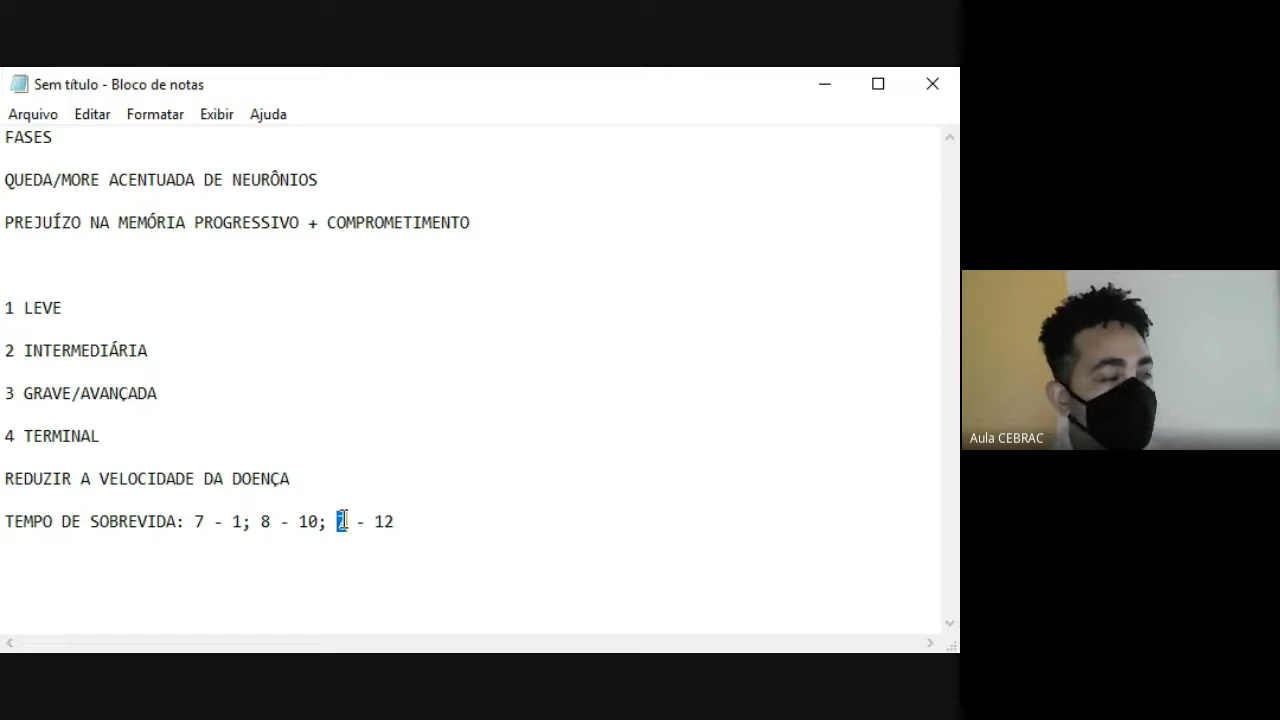 Sem título - Bloco de notas
Arquivo Editar Formatar Exibir Ajuda
FASES
QUEDA/MORE ACENTUADA DE NEURÔNIOS
PREJUÍZO NA MEMÓRIA PROGRESSIVO + COMPROMETIMENTO
1 LEVE
2 INTERMEDIÁRIA
3 GRAVE/AVANÇADA
4 TERMINAL
REDUZIR A VELOCIDADE DA DOENÇA
TEMPO DE SOBREVIDA: 7 - 1; 8 - 10; - 12
Aula CEBRAC